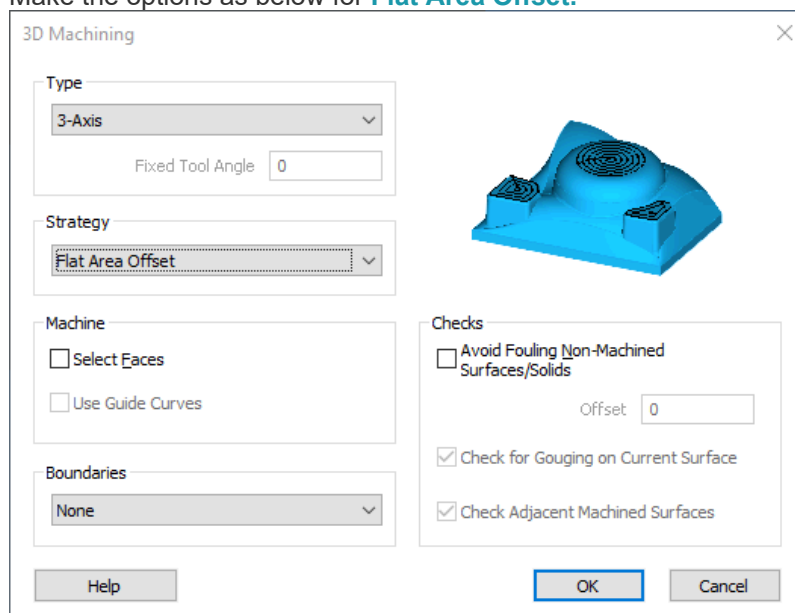 Make the options as below for Flat Area Offset.
3D Machining
Type
3-Axis
Fixed Tool Angle 0
Strategy
Flat Area Offset
Machine
Select Faces
Use Guide Curves
Boundaries
None
Checks
Avoid Fouling Non-Machined
Surfaces/Solids
Offset 0
Check for Gouging on Current Surface
Check Adjacent Machined Surfaces
Help
OK
Cancel